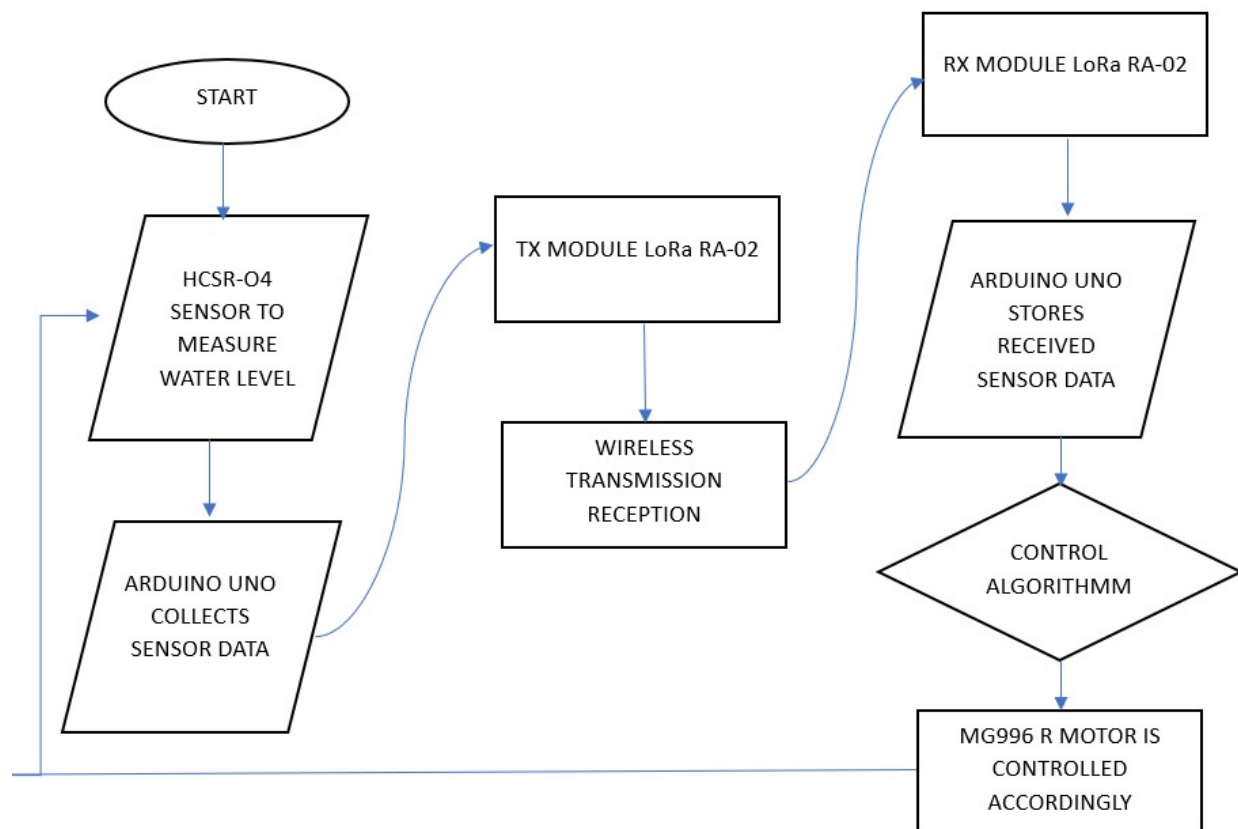 START
HCSR-O4
SENSOR TO
MEASURE
WATER LEVEL
ARDUINO UNO
COLLECTS
SENSOR DATA
TX MODULE LoRa RA-02
WIRELESS
TRANSMISSION
RECEPTION
RX MODULE LoRa RA-02
ARDUINO UNO
STORES
RECEIVED
SENSOR DATA
CONTROL
ALGORITHMM
MG996 R MOTOR IS
CONTROLLED
ACCORDINGLY